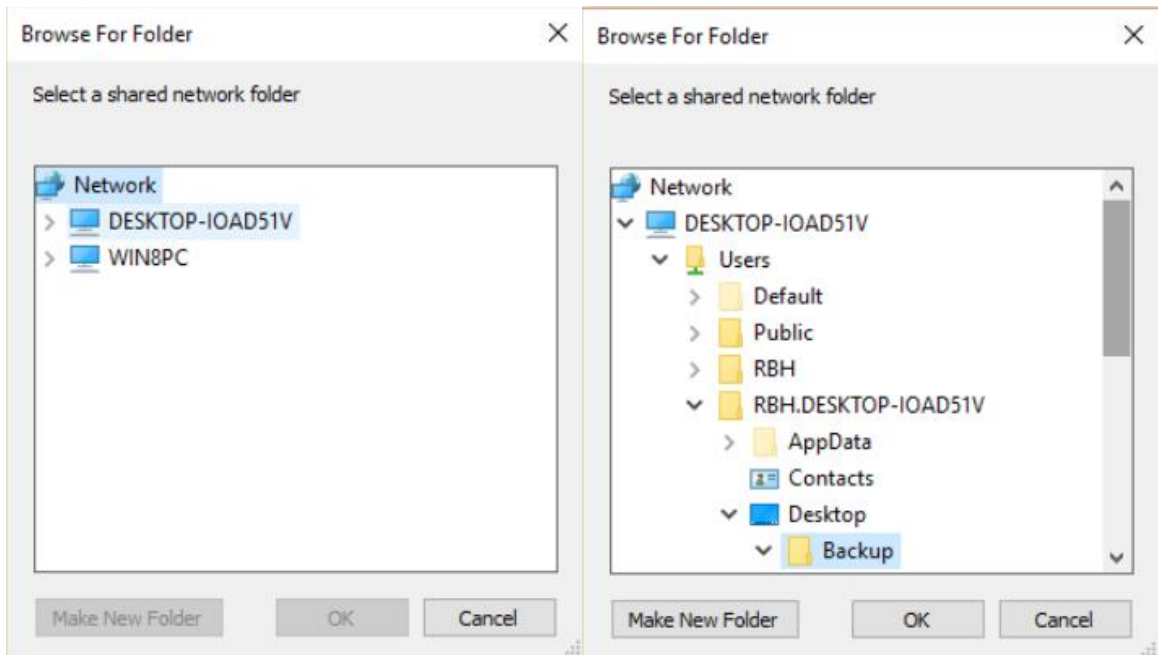 Browse For Folder
Select a shared network folder
Network
DESKTOP-IOAD51V
WIN8PC
Make New Folder
OK
Cancel
Browse For Folder
Select a shared network folder
Network
DESKTOP-IOAD51V
Users
Default
Public
RBH
RBH.DESKTOP-IOAD51V
AppData
Contacts
Desktop
Backup
Make New Folder
OK
Cancel